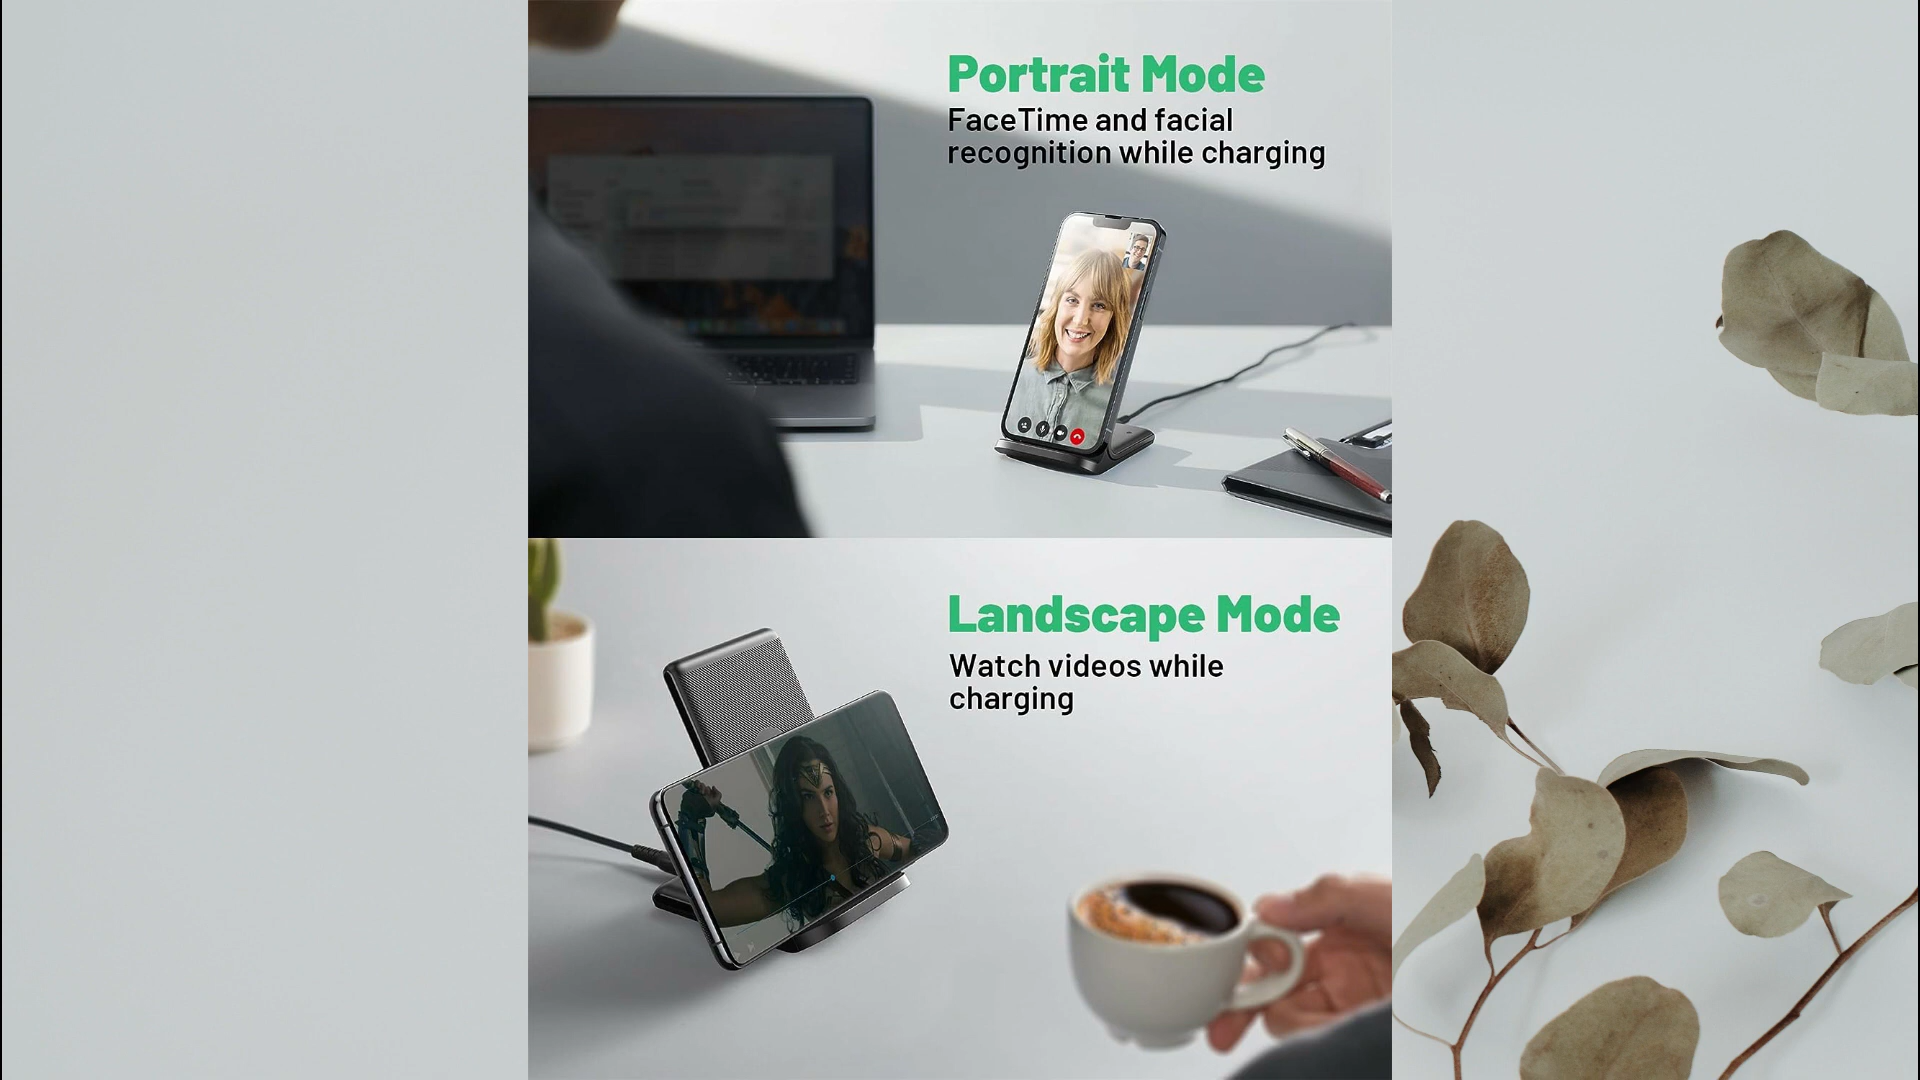 Portrait Mode
FaceTime and facial
recognition while charging
Landscape Mode
Watch videos while
charging